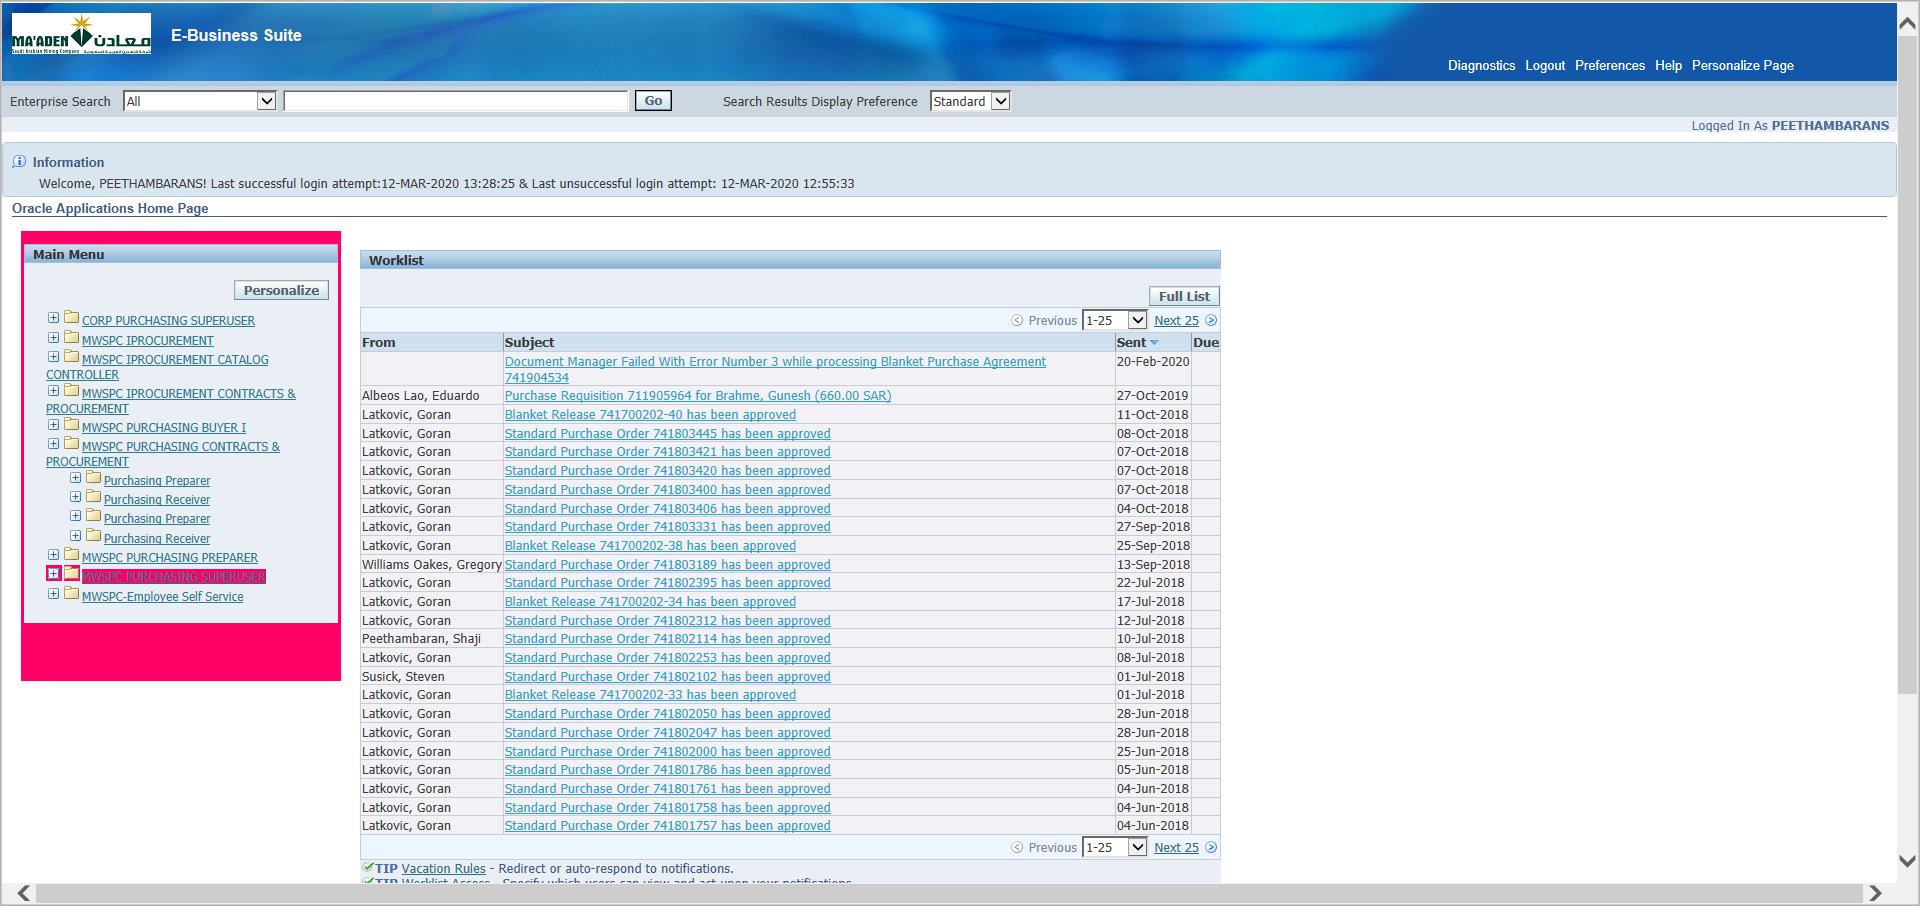 MA'ADEN معادن
Saudi Arabian Mining Company
E-Business Suite
Diagnostics Logout Preferences Help Personalize Page
Enterprise Search All Go Search Results Display Preference Standard
Logged In As PEETHAMBARANS
Information
Welcome, PEETHAMBARANS! Last successful login attempt:12-MAR-2020 13:28:25 & Last unsuccessful login attempt: 12-MAR-2020 12:55:33
Oracle Applications Home Page
Main Menu
Personalize
CORP PURCHASING SUPERUSER
MWSPC IPROCUREMENT
MWSPC IPROCUREMENT CATALOG
CONTROLLER
MWSPC IPROCUREMENT CONTRACTS &
PROCUREMENT
MWSPC PURCHASING BUYER I
MWSPC PURCHASING CONTRACTS &
PROCUREMENT
Purchasing Preparer
Purchasing Receiver
Purchasing Preparer
Purchasing Receiver
MWSPC PURCHASING PREPARER
MWSPC PURCHASING SUPERUSER
MWSPC-Employee Self Service
Worklist
Full List
Previous 1-25 Next 25
From Subject Sent Due
Document Manager Failed With Error Number 3 while processing Blanket Purchase Agreement 20-Feb-2020
741904534
Albeos Lao, Eduardo Purchase Requisition 711905964 for Brahme, Gunesh (660.00 SAR) 27-Oct-2019
Latkovic, Goran Blanket Release 741700202-40 has been approved 11-Oct-2018
Latkovic, Goran Standard Purchase Order 741803445 has been approved 08-Oct-2018
Latkovic, Goran Standard Purchase Order 741803421 has been approved 07-Oct-2018
Latkovic, Goran Standard Purchase Order 741803420 has been approved 07-Oct-2018
Latkovic, Goran Standard Purchase Order 741803400 has been approved 07-Oct-2018
Latkovic, Goran Standard Purchase Order 741803406 has been approved 04-Oct-2018
Latkovic, Goran Standard Purchase Order 741803331 has been approved 27-Sep-2018
Latkovic, Goran Blanket Release 741700202-38 has been approved 25-Sep-2018
Williams Oakes, Gregory Standard Purchase Order 741803189 has been approved 13-Sep-2018
Latkovic, Goran Standard Purchase Order 741802395 has been approved 22-Jul-2018
Latkovic, Goran Blanket Release 741700202-34 has been approved 17-Jul-2018
Latkovic, Goran Standard Purchase Order 741802312 has been approved 12-Jul-2018
Peethambaran, Shaji Standard Purchase Order 741802114 has been approved 10-Jul-2018
Latkovic, Goran Standard Purchase Order 741802253 has been approved 08-Jul-2018
Susick, Steven Standard Purchase Order 741802102 has been approved 01-Jul-2018
Latkovic, Goran Blanket Release 741700202-33 has been approved 01-Jul-2018
Latkovic, Goran Standard Purchase Order 741802050 has been approved 28-Jun-2018
Latkovic, Goran Standard Purchase Order 741802047 has been approved 28-Jun-2018
Latkovic, Goran Standard Purchase Order 741802000 has been approved 25-Jun-2018
Latkovic, Goran Standard Purchase Order 741801786 has been approved 05-Jun-2018
Latkovic, Goran Standard Purchase Order 741801761 has been approved 04-Jun-2018
Latkovic, Goran Standard Purchase Order 741801758 has been approved 04-Jun-2018
Latkovic, Goran Standard Purchase Order 741801757 has been approved 04-Jun-2018
Previous 1-25 Next 25
TIP Vacation Rules - Redirect or auto-respond to notifications.
TIP Worklist Access - Specify which users can view and act upon your notifications.